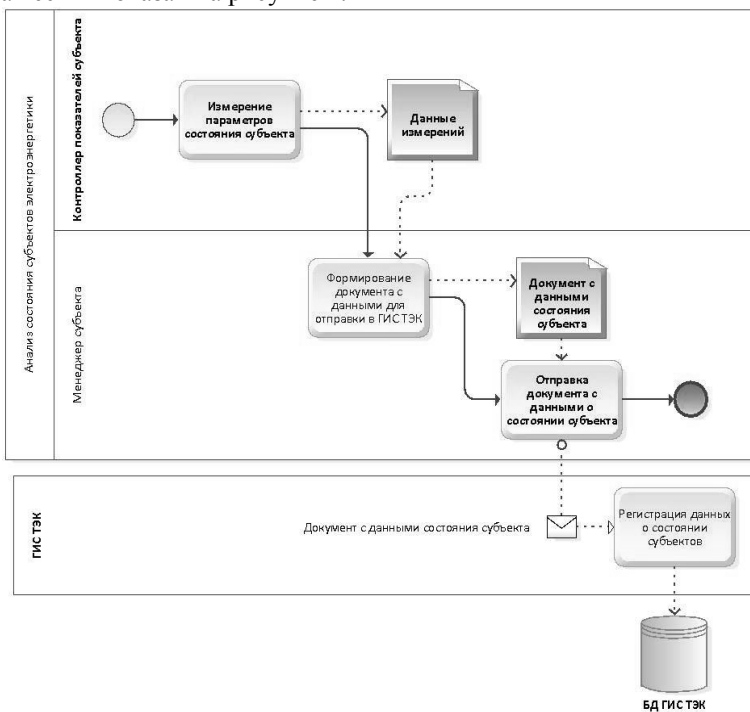 Анализ состояния субъектов электроэнергетики
Контроллер показателей субъекта
Измерение
параметров
состояния субъекта
Данные
измерений
Менеджер субъекта
Формирование
документа с
данными для
отправки в ГИС ТЭК
Документ с
данными
состояния
субъекта
Отправка
документа с
данными о
состоянии субъекта
ГИС ТЭК
Документ с данными состояния субъекта
Регистрация данных
о состоянии
субъектов
БД ГИС ТЭК